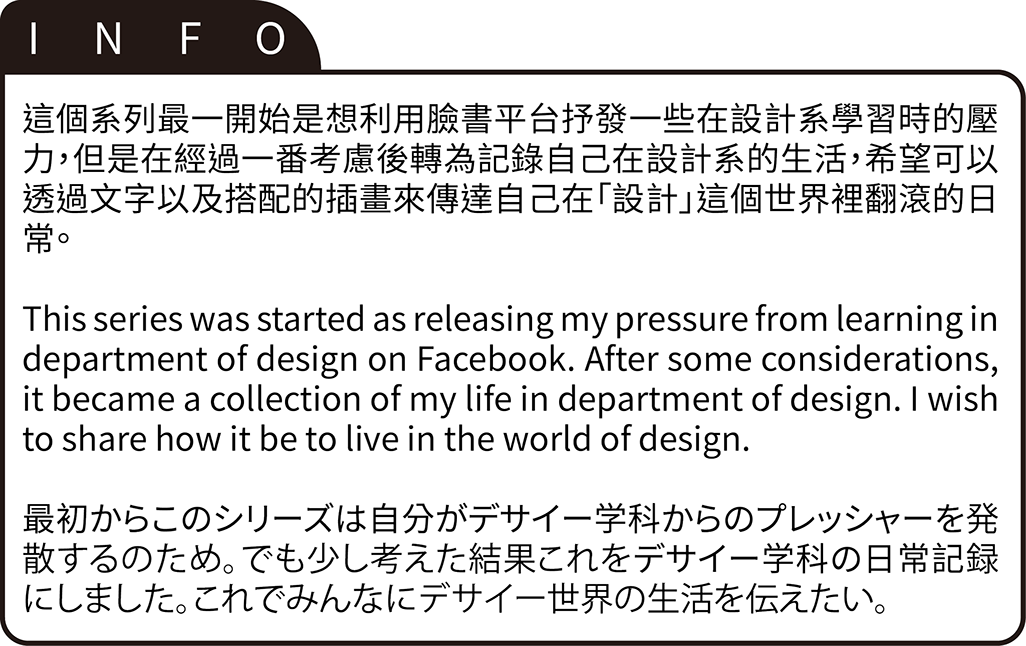 INFO
這個系列最一開始是想利用臉書平台抒發一些在設計系學習時的壓
力，但是在經過一番考慮後轉為記錄自己在設計系的生活，希望可以
透過文字以及搭配的插畫來傳達自己在「設計」這個世界裡翻滾的日
常。
This series was started as releasing my pressure from learning in
department of design on Facebook. After some considerations,
it became a collection of my life in department of design. I wish
to share how it be to live in the world of design.
最初からこのシリーズは自分がデサイー学科からのプレッシャーを発
散するのため。でも少し考えた結果これをデサイー学科の日常記録
にしました。これでみんなにデサイー世界の生活を伝えたい。